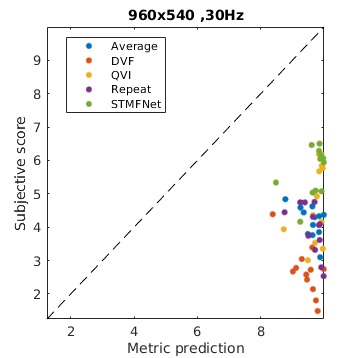 960x540 ,30Hz
Average
DVF
QVI
Repeat
STMFNet
Subjective score
9
8
7
6
5
4
3
2
2
4
6
8
Metric prediction